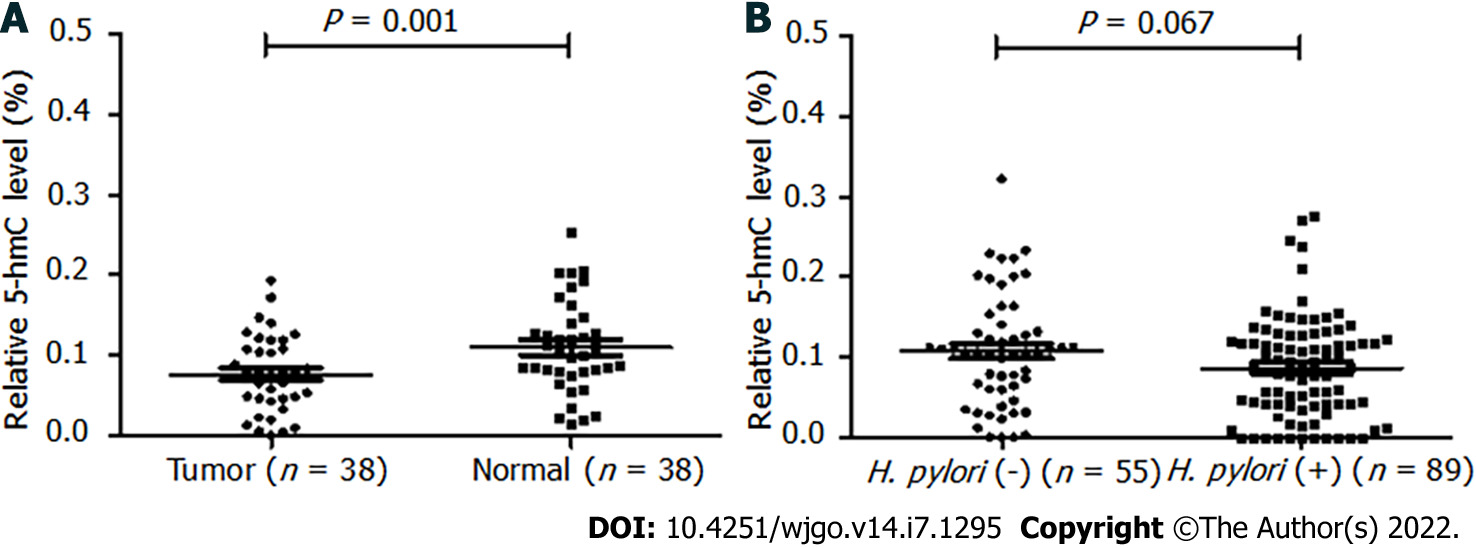 A
P = 0.001
Relative 5-hmC level (%)
0.5
0.4
0.3
0.2
0.1
0.0
Tumor (n = 38)
Normal (n = 38)
B
P = 0.067
Relative 5-hmC level (%)
0.5
0.4
0.3
0.2
0.1
0.0
H. pylori (-) (n = 55)
H. pylori (+) (n = 89)
DOI: 10.4251/wjgo.v14.i7.1295 Copyright ©The Author(s) 2022.